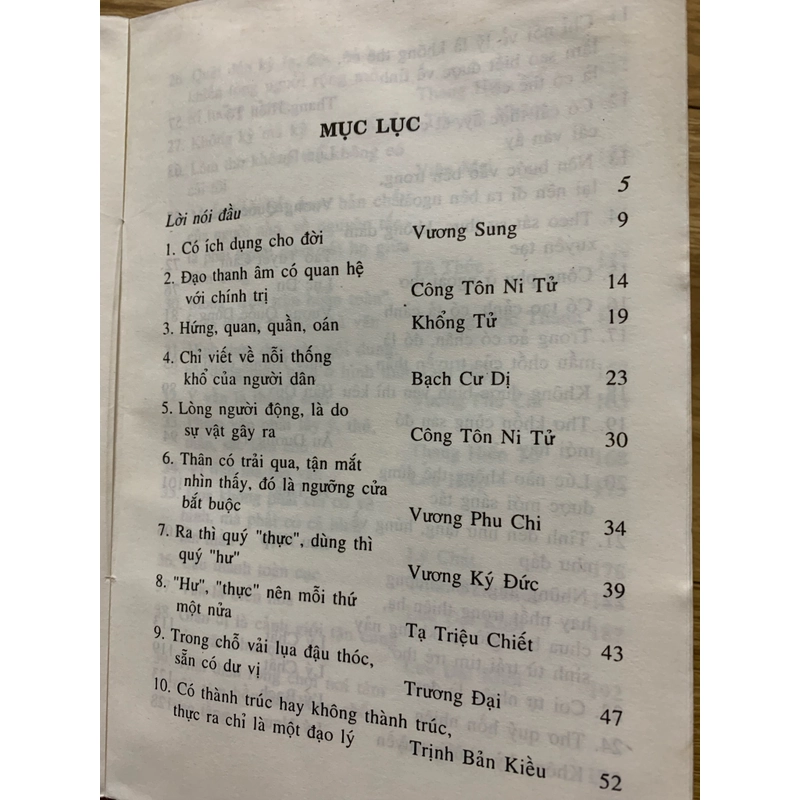 MỤC LỤC
Lời nói đầu 5
1. Có ích dụng cho đời Vương Sung 9
2. Đạo thanh âm có quan hệ
với chính trị Công Tôn Ni Tử 14
3. Hứng, quan, quần, oán Khổng Tử 19
4. Chỉ viết về nỗi thống
khổ của người dân Bạch Cư Dị 23
5. Lòng người động, là do
sự vật gây ra Công Tôn Ni Tử 30
6. Thân có trải qua, tận mắt
nhìn thấy, đó là ngưỡng cửa
bắt buộc Vương Phu Chi 34
7. Ra thì quý "thực", dùng thì
quý "hư" Vương Ký Đức 39
8. "Hư", "thực" nên mỗi thứ
một nửa Tạ Triệu Chiết 43
9. Trong chỗ vải lụa đậu thóc,
sẵn có dư vị Trương Đại 47
10. Có thành trúc hay không thành trúc,
thực ra chỉ là một đạo lý Trịnh Bản Kiều 52